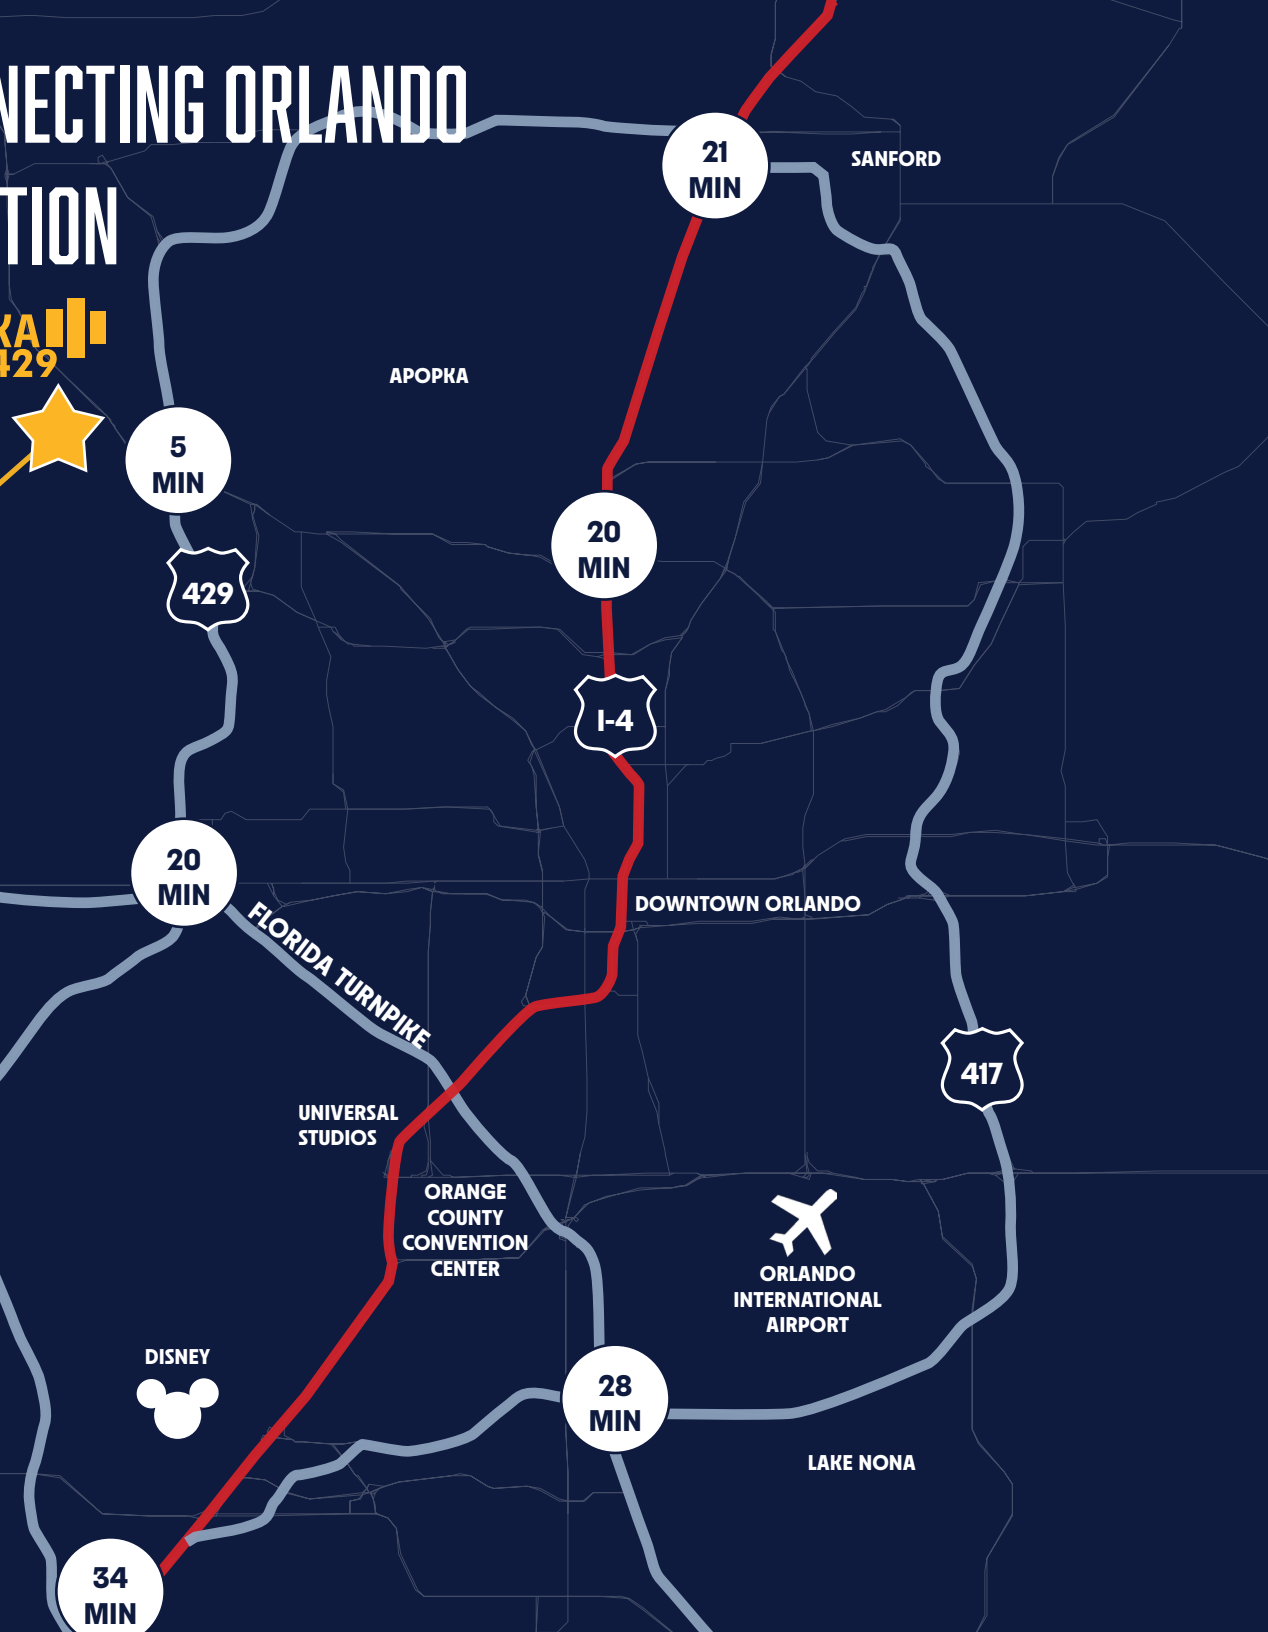 NECTING ORLANDO
TION
KA
429
21
MIN
SANFORD
APOPKA
5
MIN
20
MIN
429
I-4
20
MIN
DOWNTOWN ORLANDO
FLORIDA TURNPIKE
417
UNIVERSAL
STUDIOS
ORANGE
COUNTY
CONVENTION
CENTER
ORLANDO
INTERNATIONAL
AIRPORT
DISNEY
28
MIN
LAKE NONA
34
MIN